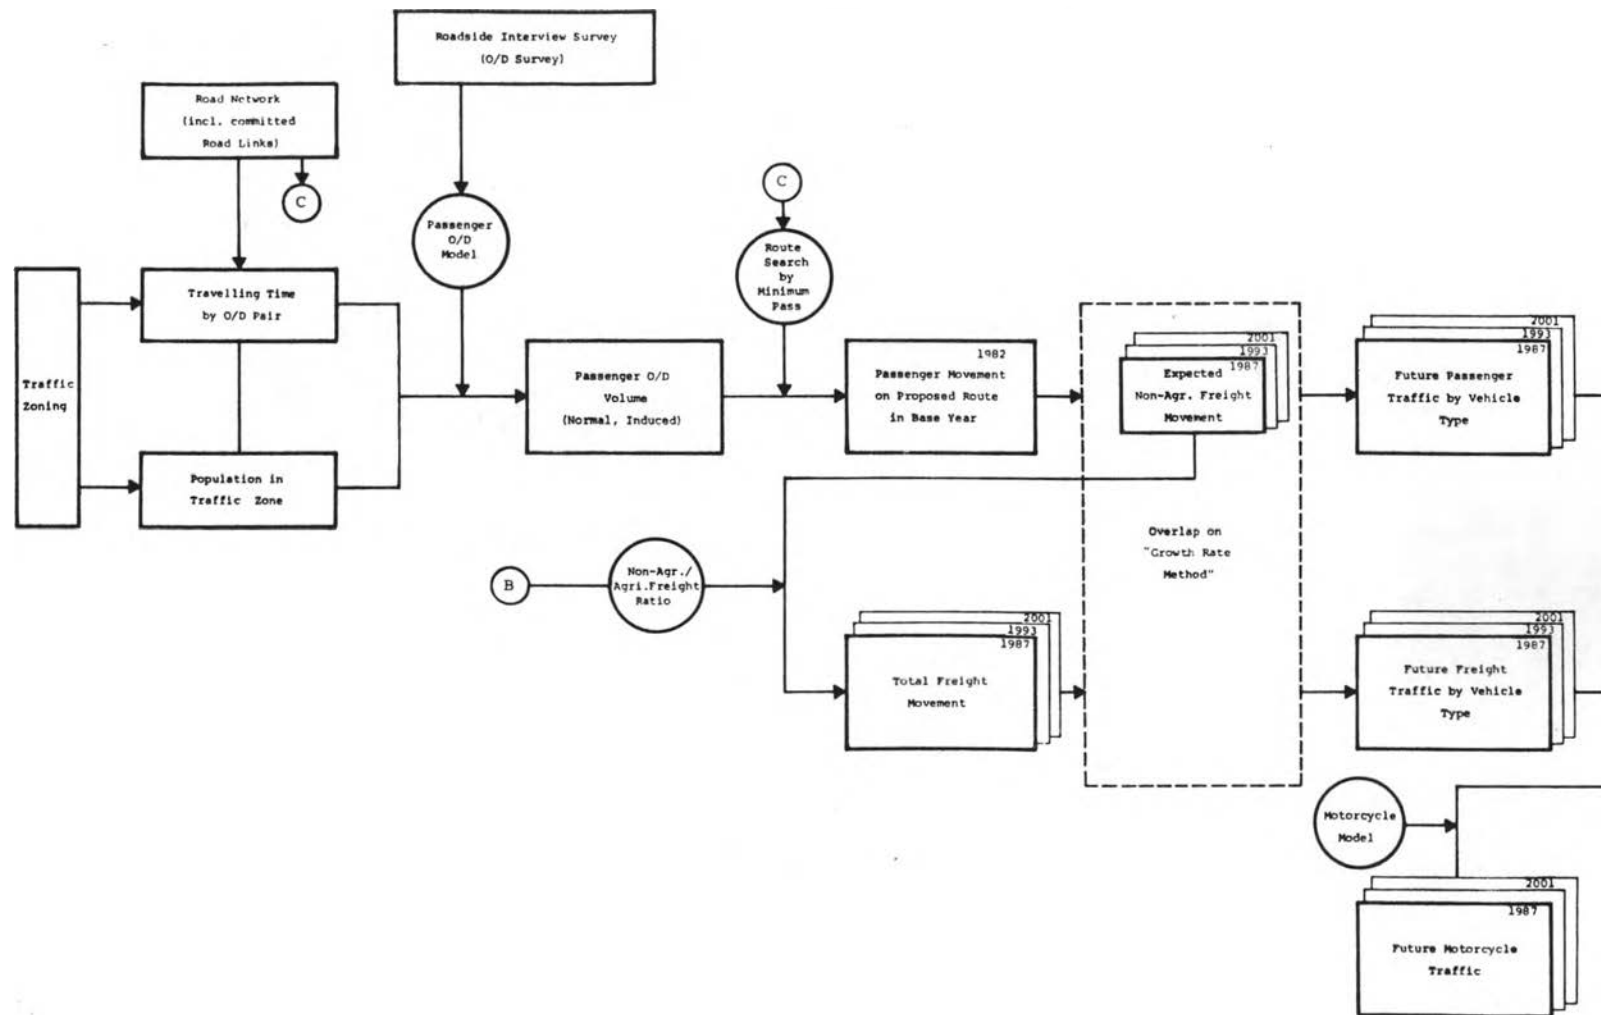 Roadside Interview Survey
(O/D Survey)
Road Network
(incl. committed
Road Links)
C
C
Passenger
O/D
Model
Route
Search
by
Minimum
Pass
Traffic
Zoning
Travelling Time
by O/D Pair
Population in
Traffic Zone
Passenger O/D
Volume
(Normal, Induced)
1982
Passenger Movement
on Proposed Route
in Base Year
2001
1993
1987
Expected
Non-Agr. Freight
Movement
2001
1993
1987
Future Passenger
Traffic by Vehicle
Type
Overlap on
"Growth Rate
Method"
B
Non-Agr./
Agri.Freight
Ratio
2001
1993
1987
Total Freight
Movement
2001
1993
1987
Future Freight
Traffic by Vehicle
Type
Motorcycle
Model
2001
1987
Future Motorcycle
Traffic